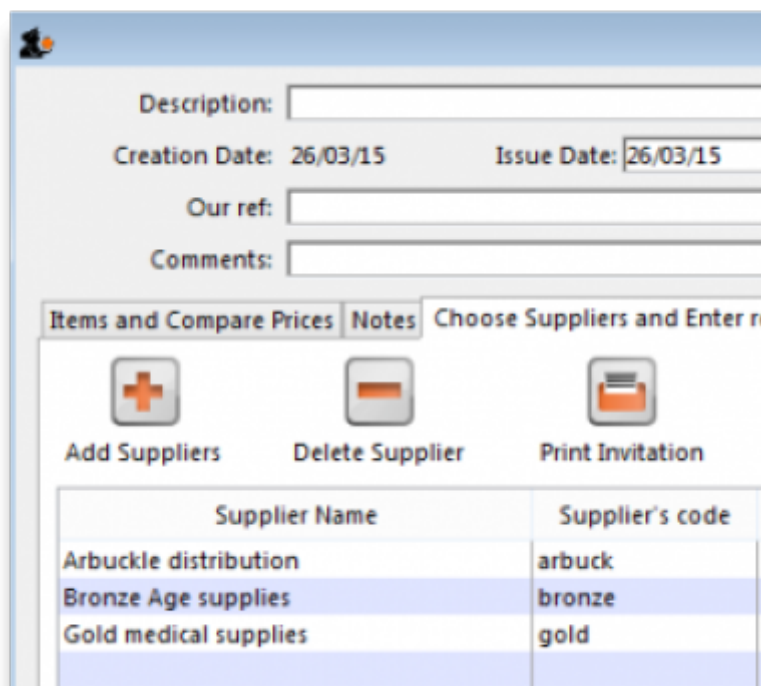 Description:
Creation Date: 26/03/15 Issue Date: 26/03/15
Our ref:
Comments:
Items and Compare Prices Notes Choose Suppliers and Enter
Add Suppliers Delete Supplier Print Invitation
Supplier Name Supplier's code
Arbuckle distribution arbuck
Bronze Age supplies bronze
Gold medical supplies gold